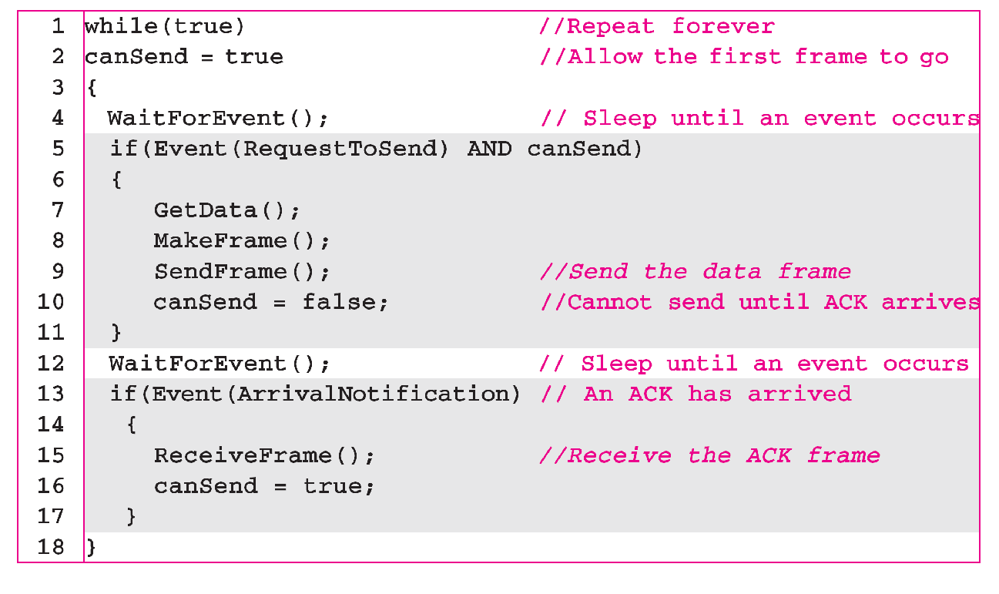 1 while(true) //Repeat forever
2 canSend = true //Allow the first frame to go
3 {
4 WaitForEvent(); // Sleep until an event occurs
5 if(Event(RequestToSend) AND canSend)
6 {
7 GetData();
8 MakeFrame();
9 SendFrame(); //Send the data frame
10 canSend = false; //Cannot send until ACK arrives
11 }
12 WaitForEvent(); // Sleep until an event occurs
13 if(Event(ArrivalNotification) // An ACK has arrived
14 {
15 ReceiveFrame(); //Receive the ACK frame
16 canSend = true;
17 }
18 }